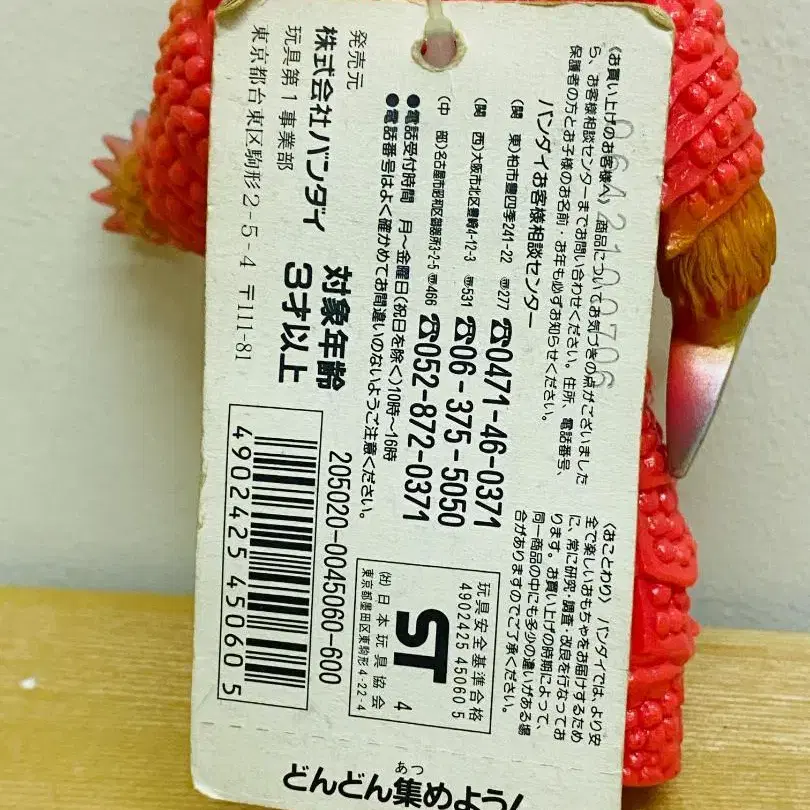 〈お買い上げのお客様へ〉 商品についてお気づきの点がございました
ら、お客様相談センターまでお問い合わせください。住所、電話番号、
保護者の方とお子様のお名前・お年も必ずお知らせください。
バンダイお客様相談センター
(関 東)柏市豊四季241-22 〠277 ☎0471-46-0371
(関 西)大阪市北区豊崎4-12-3 〠531 ☎06-375-5050
(中 部)名古屋市昭和区御器所3-2-5 〠466 ☎052-872-0371
●電話受付時間 月〜金曜日(祝日を除く)10時〜16時
●電話番号はよく確かめてお間違いのないようご注意ください。
発売元
株式会社バンダイ
玩具第1事業部
東京都台東区駒形2-5-4 〒111-81
対象年齢
3才以上
〈おことわり〉 バンダイでは、より安
全で楽しいおもちゃをお届けするため
に、常に研究・調査・改良を行なってお
ります。お買い上げの時期によって、
同一商品の中にも多少の違いがある場
合がありますのでご了承ください。
玩具安全基準合格
4902425 45060 5
ST 4
㈳日本玩具協会
東京都墨田区東駒形4-22-4
205020-0045060-600
4902425 450605
あつ
どんどん集めよう!